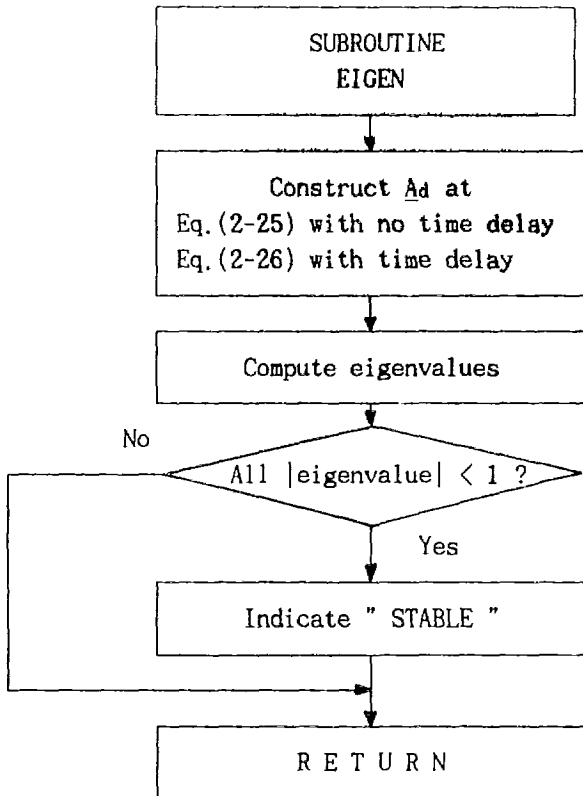 SUBROUTINE
EIGEN
Construct Ad at
Eq.(2-25) with no time delay
Eq.(2-26) with time delay
Compute eigenvalues
No
All |eigenvalue| < 1 ?
Yes
Indicate " STABLE "
R E T U R N